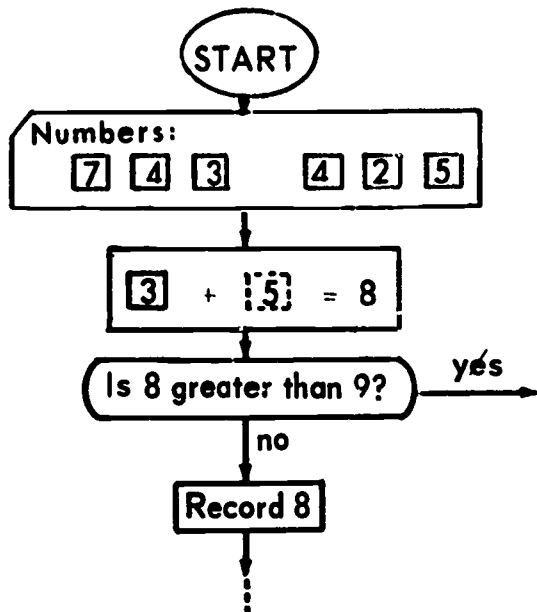 START
Numbers:
7 4 3 4 2 5
3 + 5 = 8
Is 8 greater than 9?
yes
no
Record 8